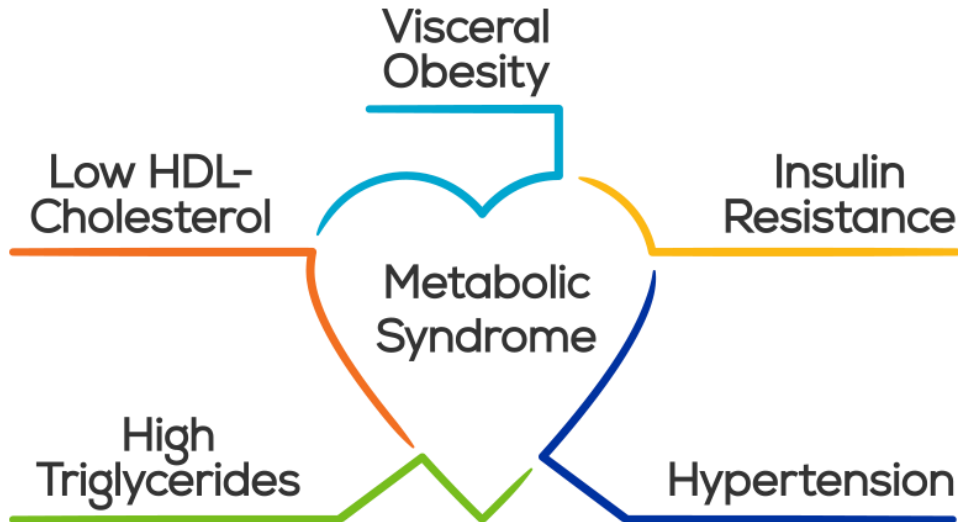 Visceral
Obesity
Low HDL-
Cholesterol
Insulin
Resistance
Metabolic
Syndrome
High
Triglycerides
Hypertension